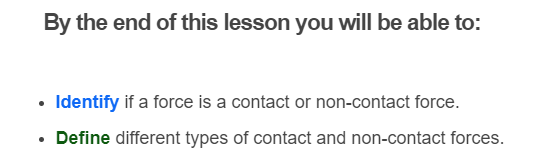 By the end of this lesson you will be able to:
• Identify if a force is a contact or non-contact force.
• Define different types of contact and non-contact forces.